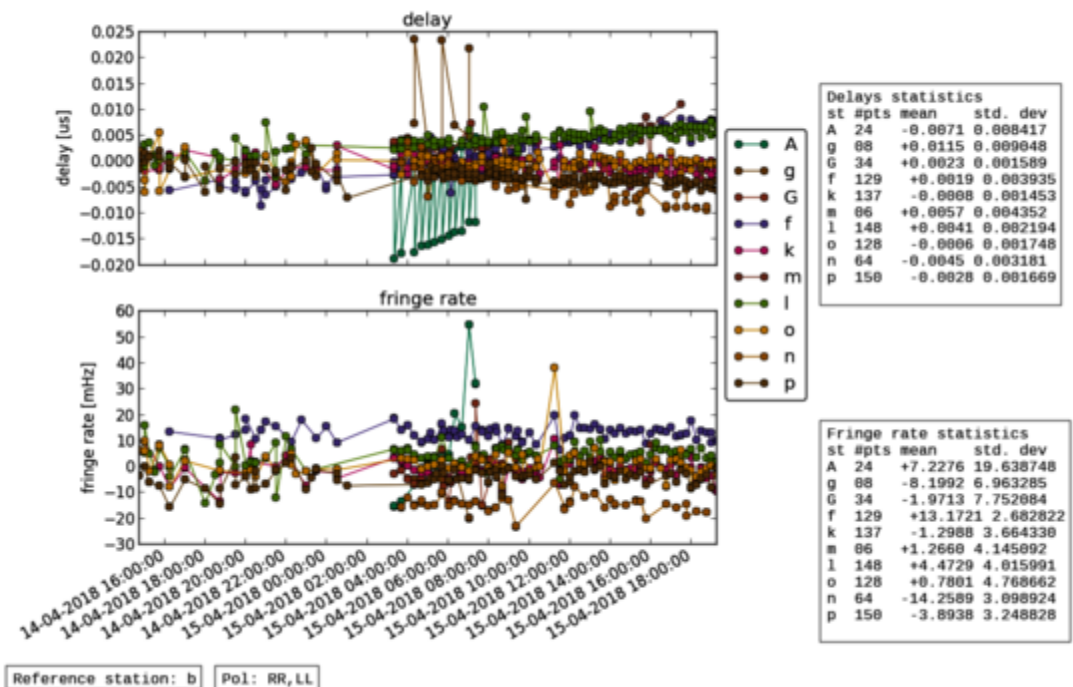 delay
0.025
0.020
0.015
0.010
0.005
0.000
−0.005
−0.010
−0.015
−0.020
delay [us]
fringe rate
60
50
40
30
20
10
0
−10
−20
−30
fringe rate [mHz]
14-04-2018 16:00:00
14-04-2018 18:00:00
14-04-2018 20:00:00
14-04-2018 22:00:00
15-04-2018 00:00:00
15-04-2018 02:00:00
15-04-2018 04:00:00
15-04-2018 06:00:00
15-04-2018 08:00:00
15-04-2018 10:00:00
15-04-2018 12:00:00
15-04-2018 14:00:00
15-04-2018 16:00:00
15-04-2018 18:00:00
A
g
G
f
k
m
l
o
n
p
Delays statistics
st #pts mean std. dev
A 24 -0.0071 0.008417
g 08 +0.0115 0.009048
G 34 +0.0023 0.001589
f 129 +0.0019 0.003935
k 137 -0.0008 0.001453
m 06 +0.0057 0.004352
l 148 +0.0041 0.002194
o 128 -0.0006 0.001748
n 64 -0.0045 0.003181
p 150 -0.0028 0.001669
Fringe rate statistics
st #pts mean std. dev
A 24 +7.2276 19.638748
g 08 -8.1992 6.963285
G 34 -1.9713 7.752084
f 129 +13.1721 2.682822
k 137 -1.2988 3.664330
m 06 +1.2660 4.145092
l 148 +4.4729 4.015991
o 128 +0.7801 4.768662
n 64 -14.2589 3.098924
p 150 -3.8938 3.248828
Reference station: b
Pol: RR,LL